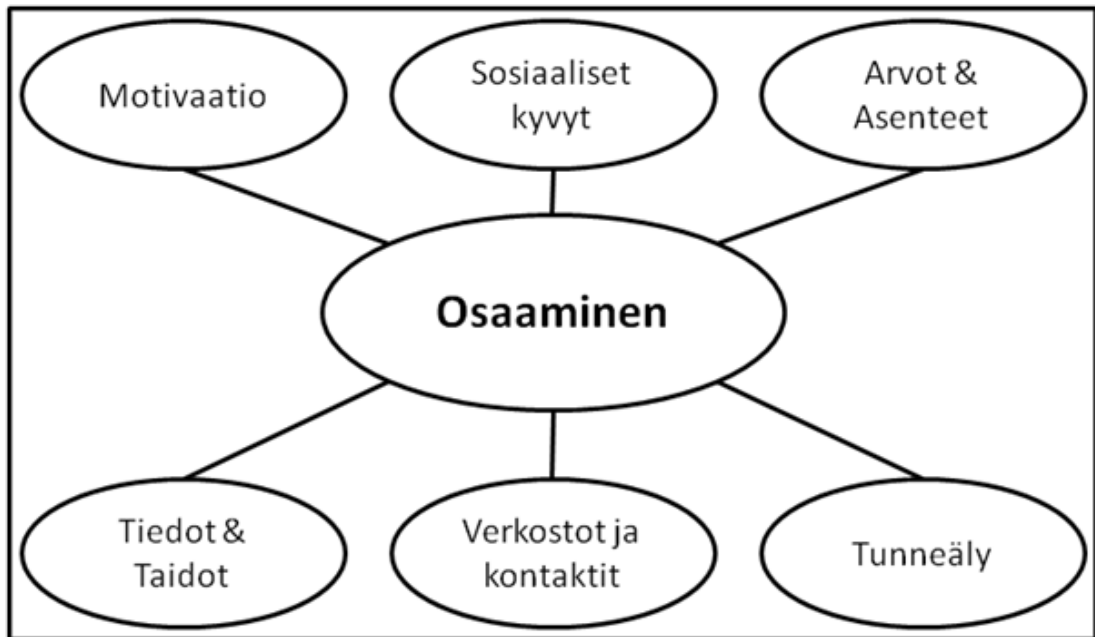 Motivaatio
Sosiaaliset
kyvyt
Arvot &
Asenteet
Osaaminen
Tiedot &
Taidot
Verkostot ja
kontaktit
Tunneäly